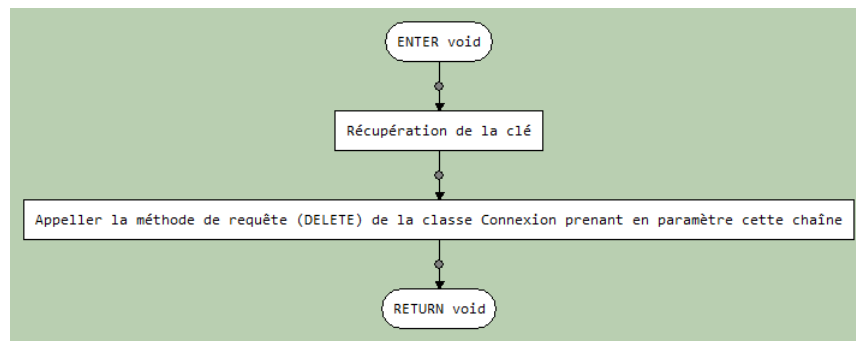 ENTER void
Récupération de la clé
Appeller la méthode de requête (DELETE) de la classe Connexion prenant en paramètre cette chaîne
RETURN void